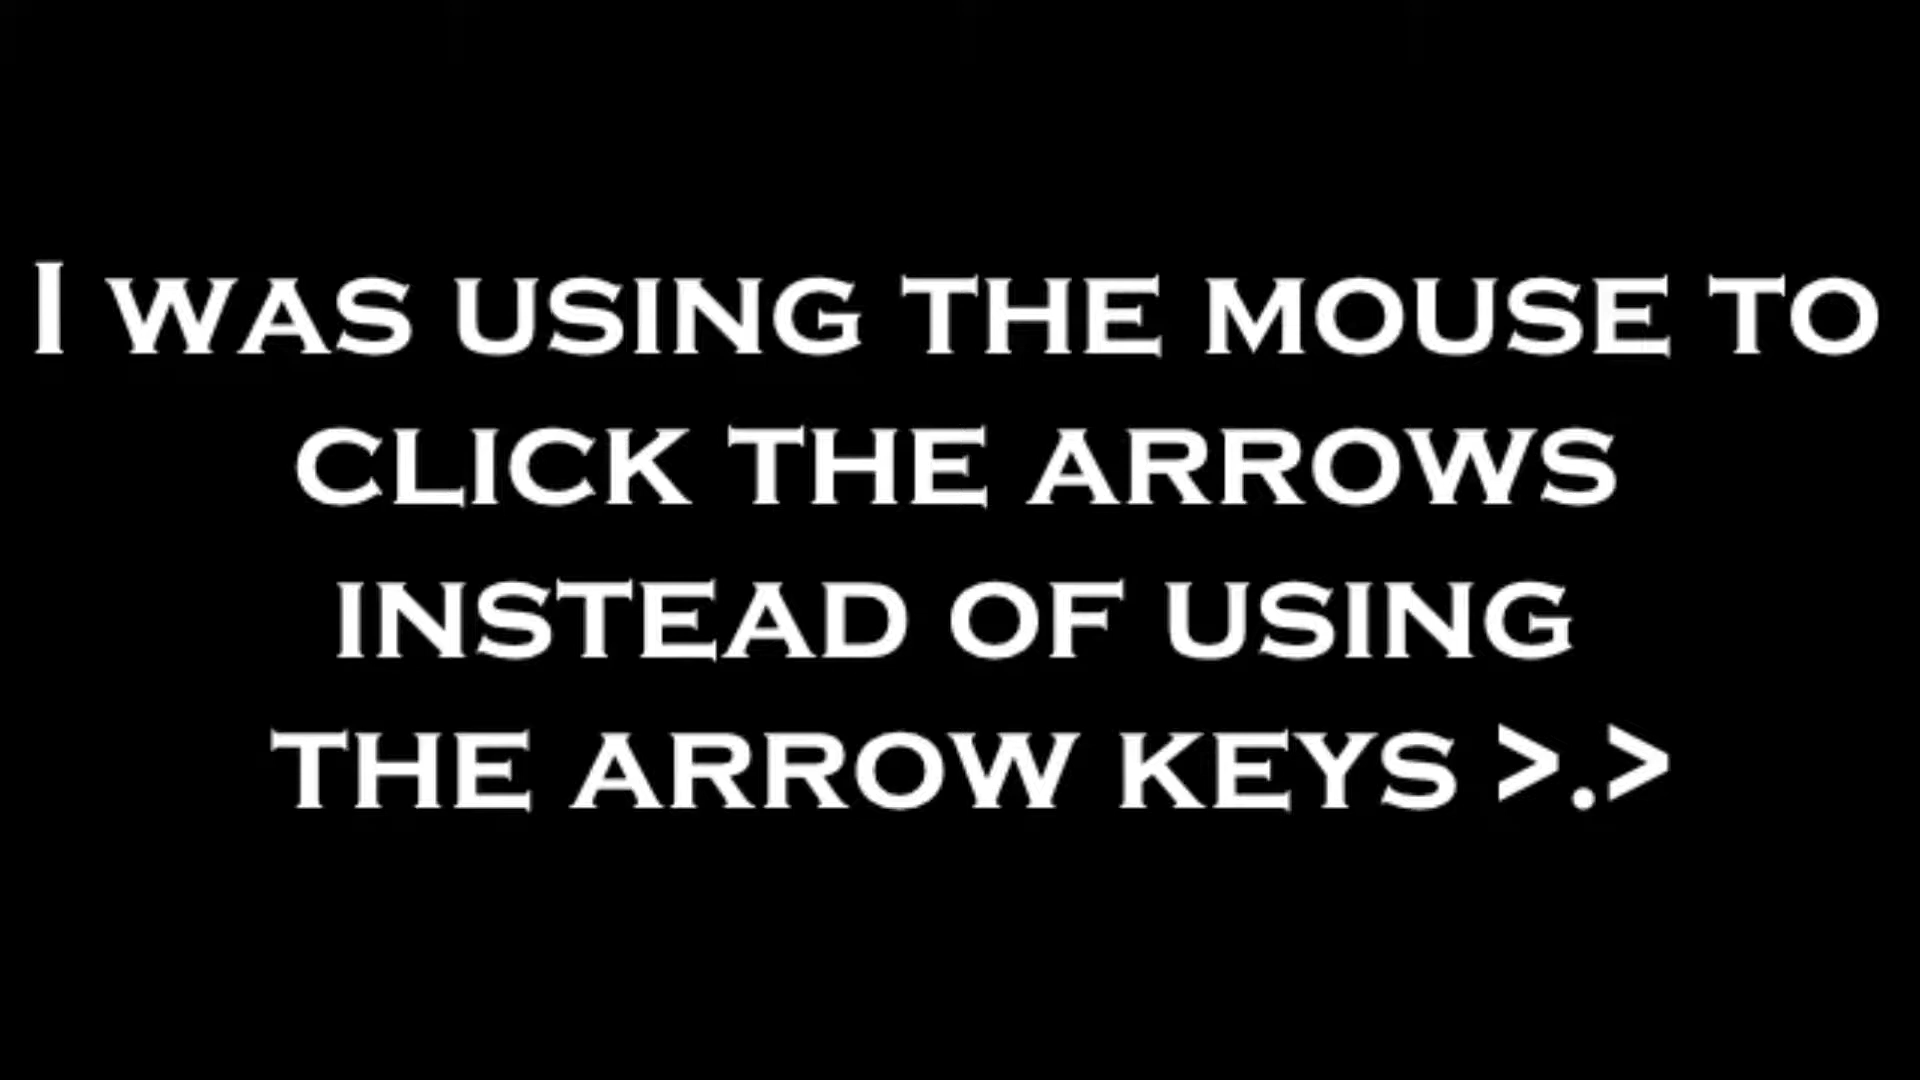 I WAS USING THE MOUSE TO
CLICK THE ARROWS
INSTEAD OF USING
THE ARROW KEYS >.>